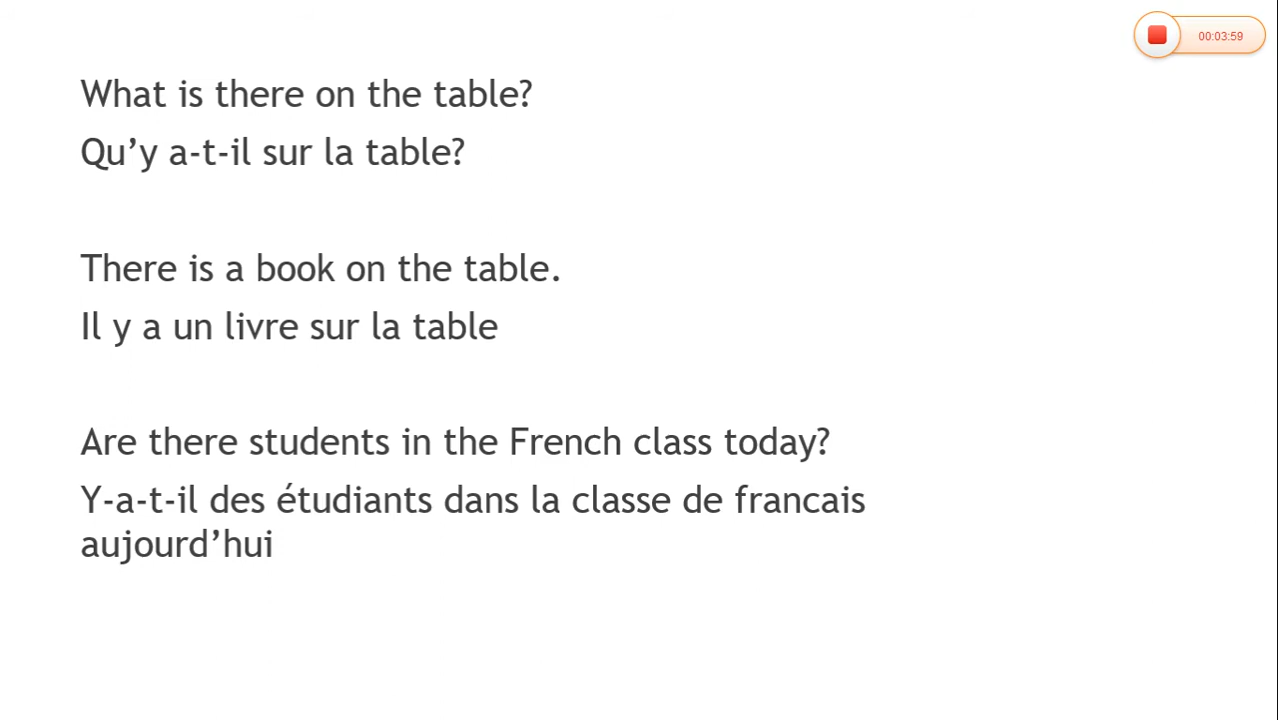 00:03:59
What is there on the table?
Qu’y a-t-il sur la table?
There is a book on the table.
Il y a un livre sur la table
Are there students in the French class today?
Y-a-t-il des étudiants dans la classe de francais
aujourd’hui